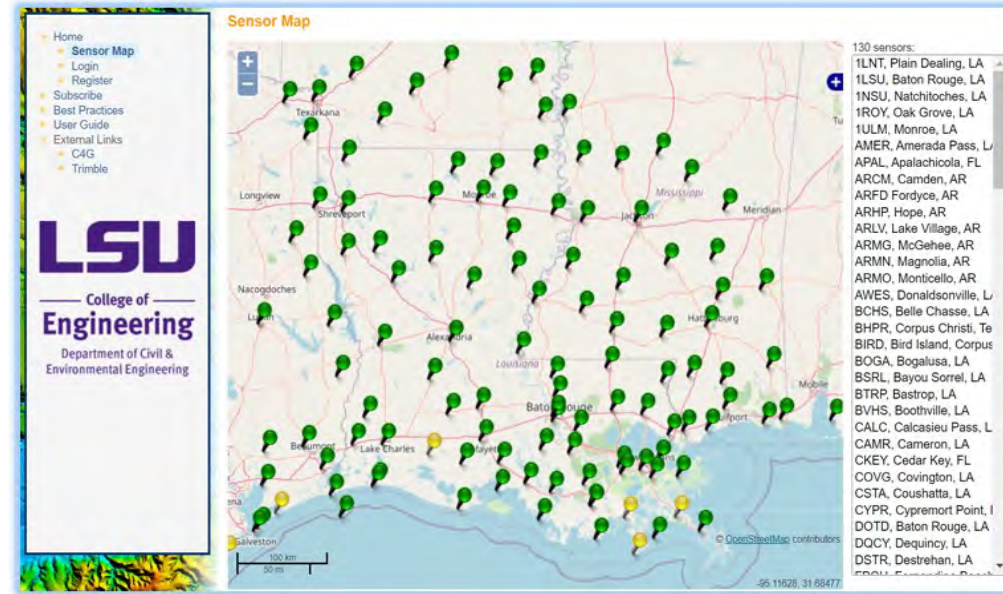 Home
Sensor Map
Login
Register
Subscribe
Best Practices
User Guide
External Links
C4G
Trimble
LSU
College of
Engineering
Department of Civil &
Environmental Engineering
Sensor Map
+
−
+
Texarkana
Longview
Shreveport
Monroe
Mississippi
Jackson
Meridian
Nacogdoches
Lufkin
Alexandria
Hattiesburg
Louisiana
Mobile
Baton Rouge
Gulfport
Beaumont
Lake Charles
Lafayette
Galveston
100 km
50 mi
© OpenStreetMap contributors
-95.11628, 31.68477
130 sensors:
1LNT, Plain Dealing, LA
1LSU, Baton Rouge, LA
1NSU, Natchitoches, LA
1ROY, Oak Grove, LA
1ULM, Monroe, LA
AMER, Amerada Pass, LA
APAL, Apalachicola, FL
ARCM, Camden, AR
ARFD Fordyce, AR
ARHP, Hope, AR
ARLV, Lake Village, AR
ARMG, McGehee, AR
ARMN, Magnolia, AR
ARMO, Monticello, AR
AWES, Donaldsonville, L
BCHS, Belle Chasse, LA
BHPR, Corpus Christi, Te
BIRD, Bird Island, Corpus
BOGA, Bogalusa, LA
BSRL, Bayou Sorrel, LA
BTRP, Bastrop, LA
BVHS, Boothville, LA
CALC, Calcasieu Pass, L
CAMR, Cameron, LA
CKEY, Cedar Key, FL
COVG, Covington, LA
CSTA, Coushatta, LA
CYPR, Cypremort Point, 
DOTD, Baton Rouge, LA
DQCY, Dequincy, LA
DSTR, Destrehan, LA